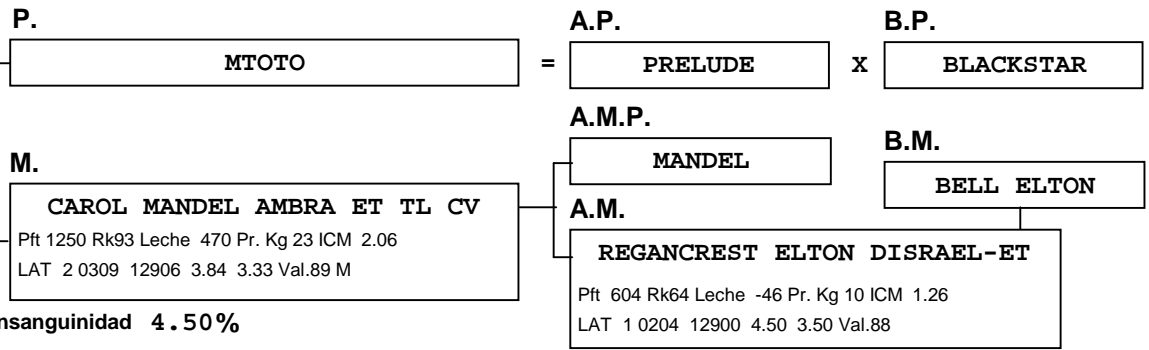 P. A.P. B.P.
MTOTO = PRELUDE X BLACKSTAR
A.M.P.
MANDEL
B.M.
BELL ELTON
M.
CAROL MANDEL AMBRA ET TL CV
Pft 1250 Rk93 Leche 470 Pr. Kg 23 ICM 2.06
LAT 2 0309 12906 3.84 3.33 Val.89 M
A.M.
REGANCREST ELTON DISRAEL-ET
Pft 604 Rk64 Leche -46 Pr. Kg 10 ICM 1.26
LAT 1 0204 12900 4.50 3.50 Val.88
nsanguinidad 4.50%